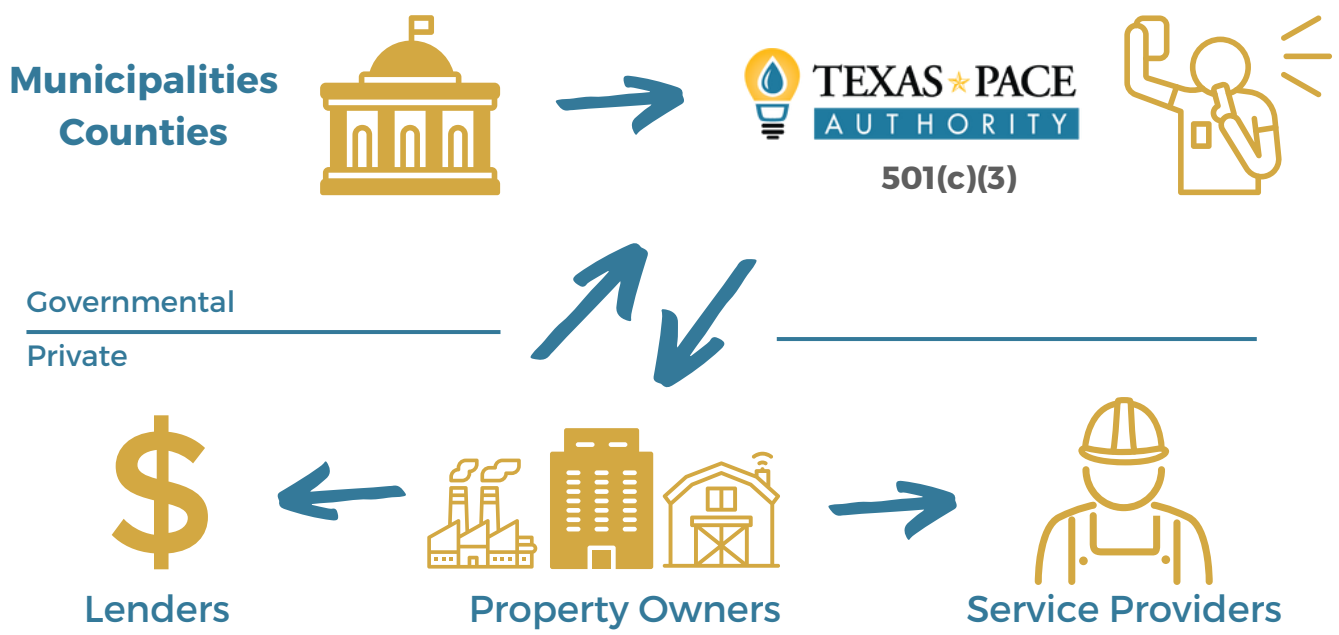 Municipalities
Counties
TEXAS PACE
AUTHORITY
501(c)(3)
Governmental
Private
Lenders
Property Owners
Service Providers